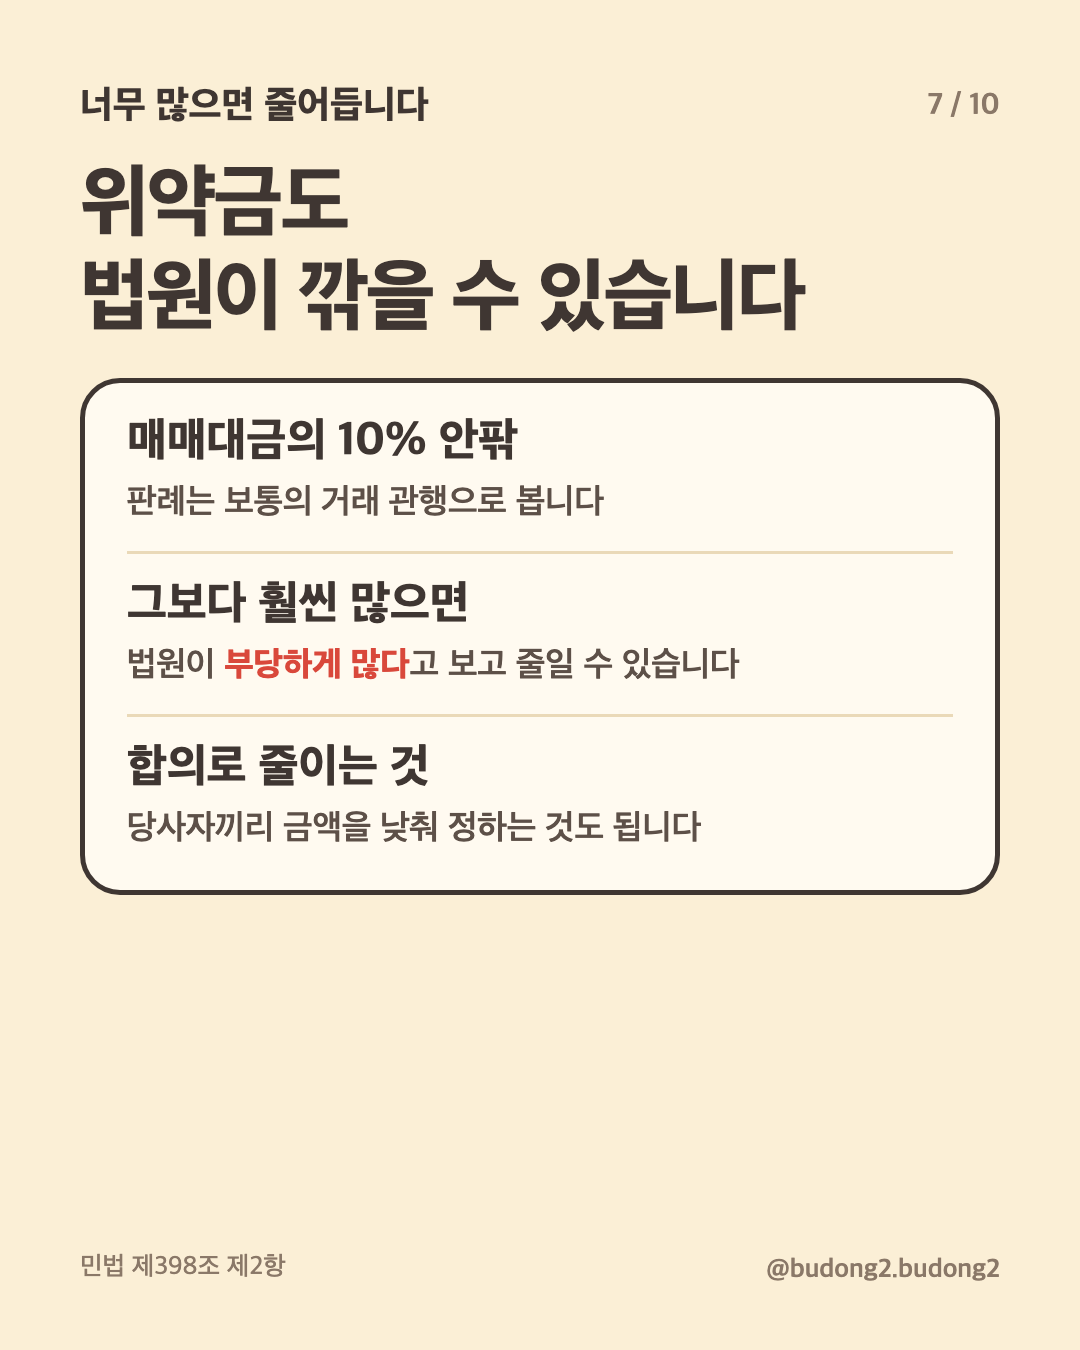 너무 많으면 줄어듭니다
7 / 10
위약금도
법원이 깎을 수 있습니다
매매대금의 10% 안팎
판례는 보통의 거래 관행으로 봅니다
그보다 훨씬 많으면
법원이 부당하게 많다고 보고 줄일 수 있습니다
합의로 줄이는 것
당사자끼리 금액을 낮춰 정하는 것도 됩니다
민법 제398조 제2항
@budong2.budong2